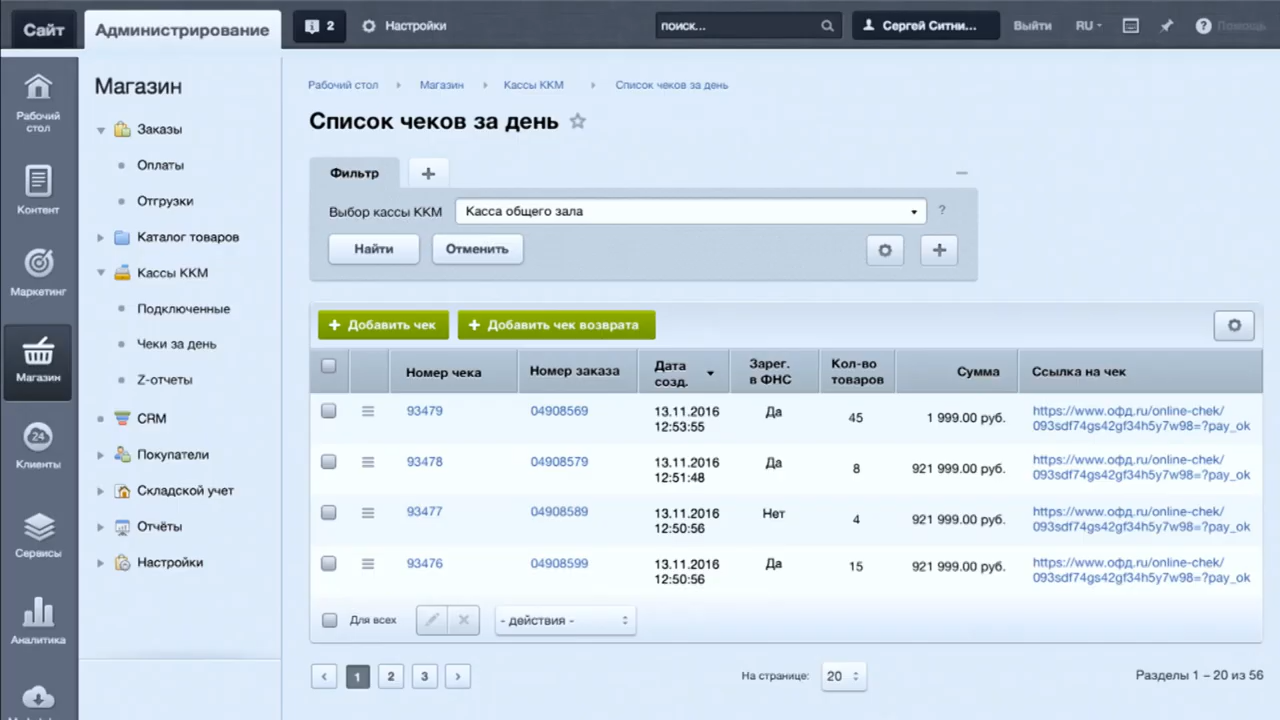 Сайт
Администрирование
2
Настройки
поиск...
Сергей Ситни...
Выйти
RU
Помощь
Рабочий
стол
Контент
Маркетинг
Магазин
24
Клиенты
Сервисы
Аналитика
Магазин
Заказы
Оплаты
Отгрузки
Каталог товаров
Кассы ККМ
Подключенные
Чеки за день
Z-отчеты
CRM
Покупатели
Складской учет
Отчёты
Настройки
Рабочий стол
Магазин
Кассы ККМ
Список чеков за день
Список чеков за день
Фильтр
+
Выбор кассы ККМ
Касса общего зала
?
Найти
Отменить
+
+ Добавить чек
+ Добавить чек возврата
Номер чека
Номер заказа
Дата
созд.
Зарег.
в ФНС
Кол-во
товаров
Сумма
Ссылка на чек
93479
04908569
13.11.2016
12:53:55
Да
45
1 999.00 руб.
https://www.офд.ru/online-chek/
093sdf74gs42gf34h5y7w98=?pay_ok
93478
04908579
13.11.2016
12:51:48
Да
8
921 999.00 руб.
https://www.офд.ru/online-chek/
093sdf74gs42gf34h5y7w98=?pay_ok
93477
04908589
13.11.2016
12:50:56
Нет
4
921 999.00 руб.
https://www.офд.ru/online-chek/
093sdf74gs42gf34h5y7w98=?pay_ok
93476
04908599
13.11.2016
12:50:56
Да
15
921 999.00 руб.
https://www.офд.ru/online-chek/
093sdf74gs42gf34h5y7w98=?pay_ok
Для всех
- действия -
1
2
3
На странице:
20
Разделы 1 – 20 из 56